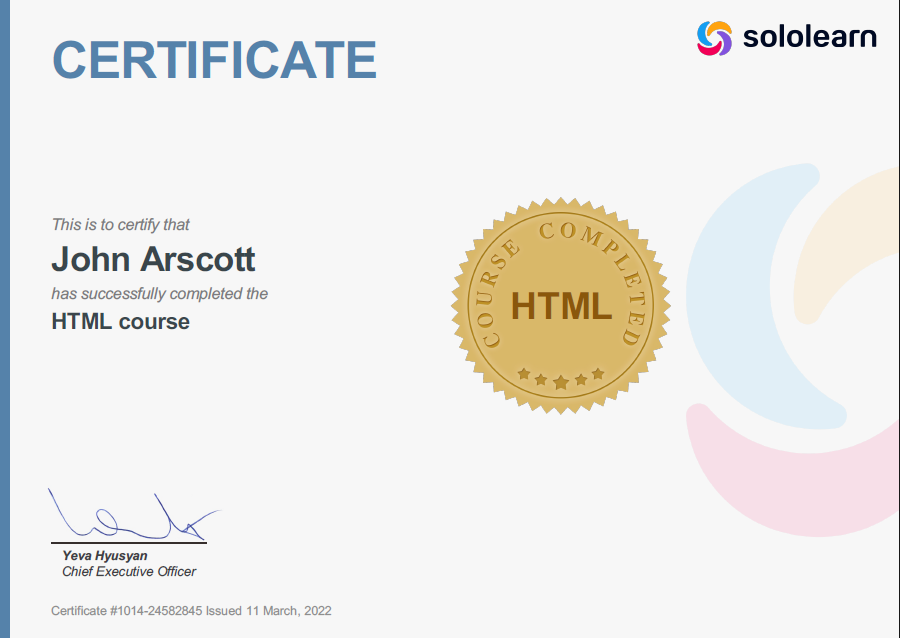 CERTIFICATE
sololearn
This is to certify that
John Arscott
has successfully completed the
HTML course
COURSE COMPLETED
HTML
Yeva Hyusyan
Chief Executive Officer
Certificate #1014-24582845 Issued 11 March, 2022